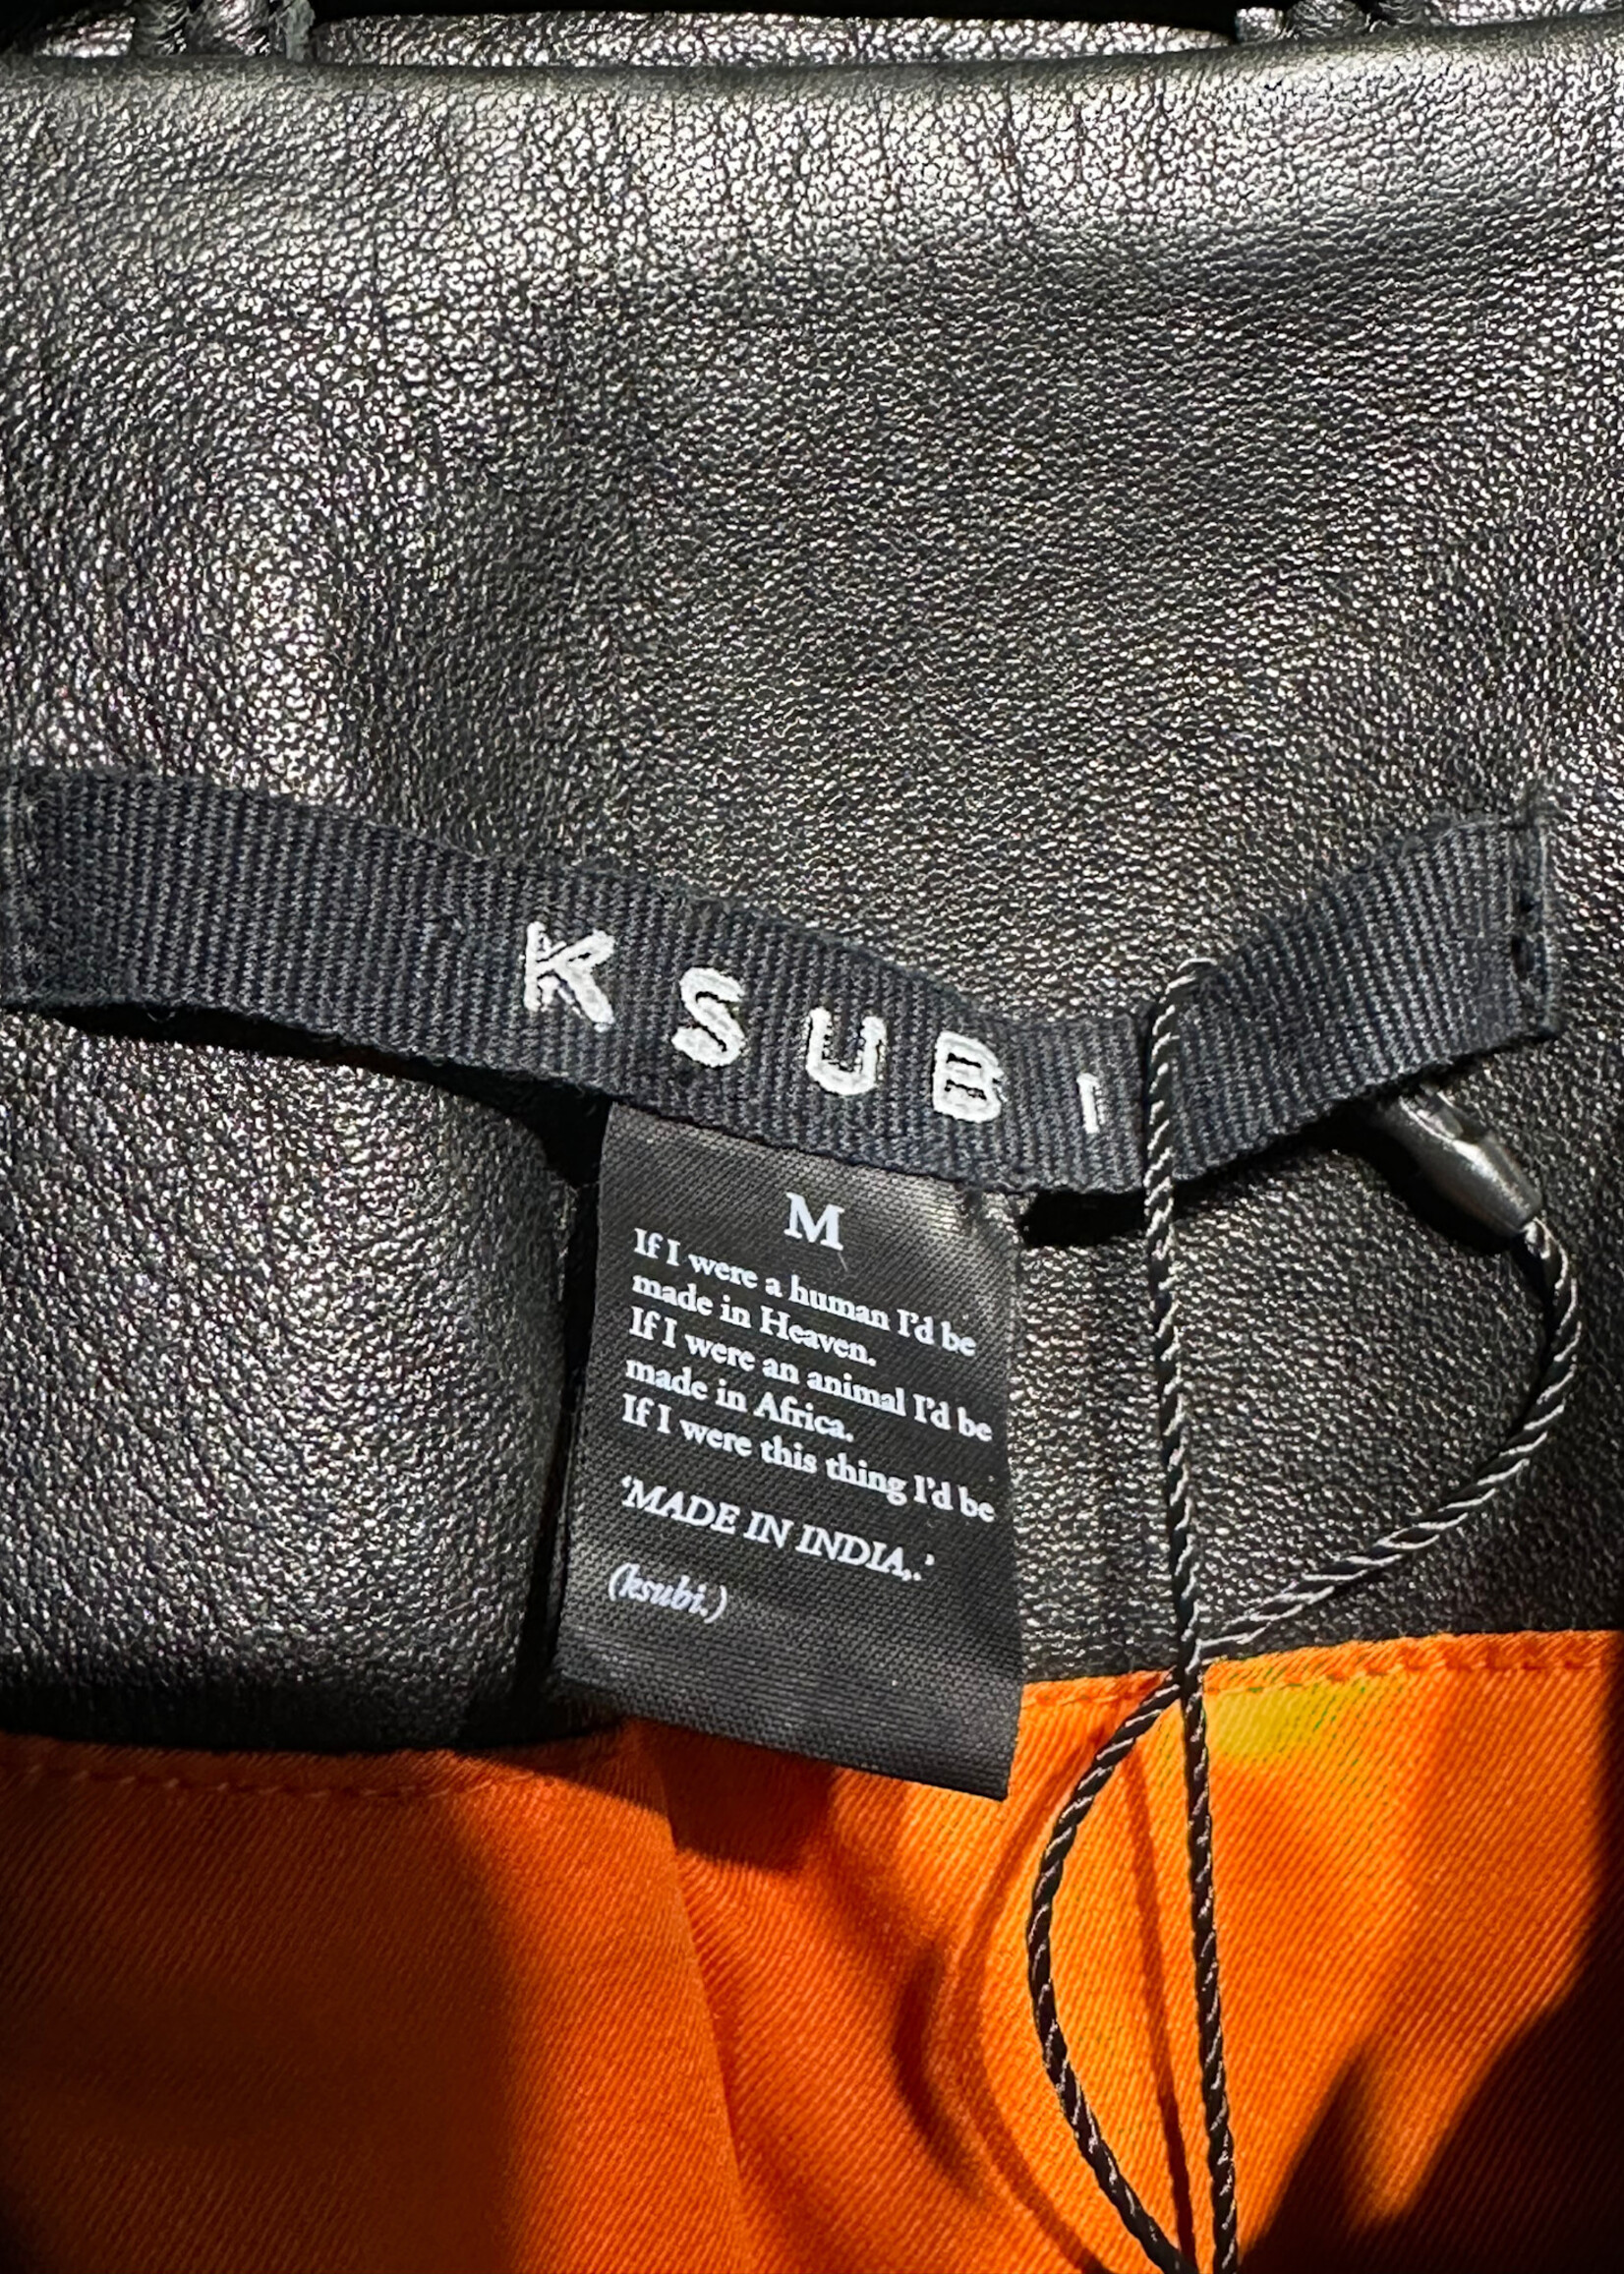 KSUBI
M
If I were a human I'd be
made in Heaven.
If I were an animal I'd be
made in Africa.
If I were this thing I'd be
‘MADE IN INDIA,.’
(ksubi.)